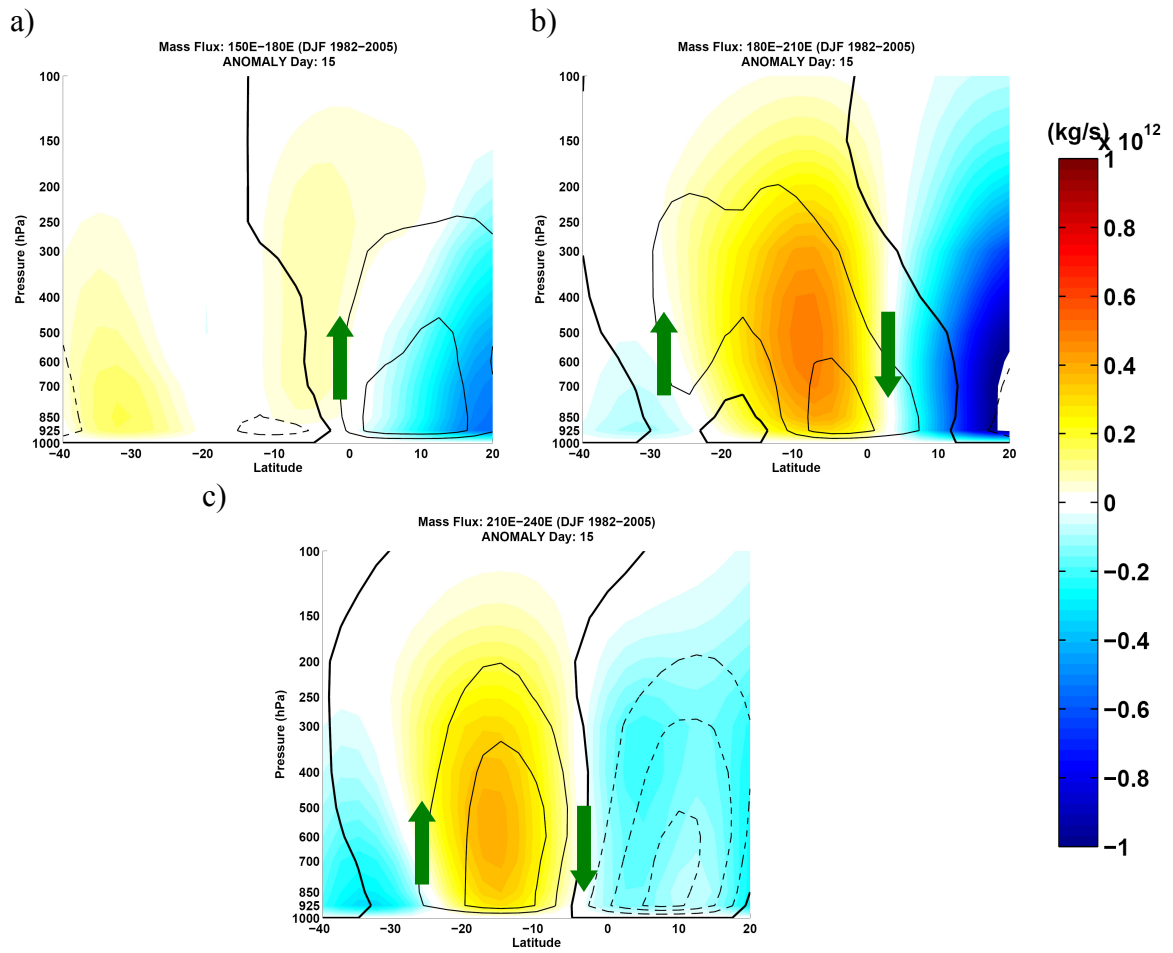 a)
Mass Flux: 150E−180E (DJF 1982−2005)
ANOMALY Day: 15
100
150
200
250
300
400
500
600
700
850
925
1000
Pressure (hPa)
−40 −30 −20 −10 0 10 20
Latitude
b)
Mass Flux: 180E−210E (DJF 1982−2005)
ANOMALY Day: 15
100
150
200
250
300
400
500
600
700
850
925
1000
Pressure (hPa)
−40 −30 −20 −10 0 10 20
Latitude
(kg/s)
x 10^12
1
0.8
0.6
0.4
0.2
0
−0.2
−0.4
−0.6
−0.8
−1
c)
Mass Flux: 210E−240E (DJF 1982−2005)
ANOMALY Day: 15
100
150
200
250
300
400
500
600
700
850
925
1000
Pressure (hPa)
−40 −30 −20 −10 0 10 20
Latitude